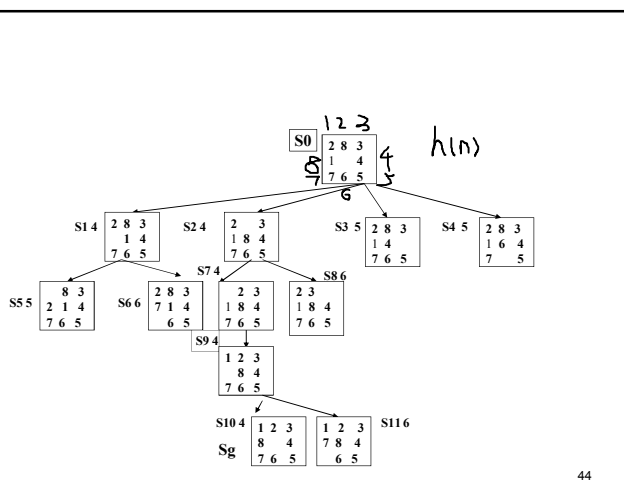 1 2 3
S0
2 8 3
1 4
7 6 5
8
7
4
5
6
h(n)
S1 4
2 8 3
1 4
7 6 5
S2 4
2 3
1 8 4
7 6 5
S3 5
2 8 3
1 4
7 6 5
S4 5
2 8 3
1 6 4
7 5
S5 5
8 3
2 1 4
7 6 5
S6 6
2 8 3
7 1 4
6 5
S7 4
2 3
1 8 4
7 6 5
S8 6
2 3
1 8 4
7 6 5
S9 4
1 2 3
8 4
7 6 5
S10 4
Sg
1 2 3
8 4
7 6 5
1 2 3
7 8 4
6 5
S11 6
44